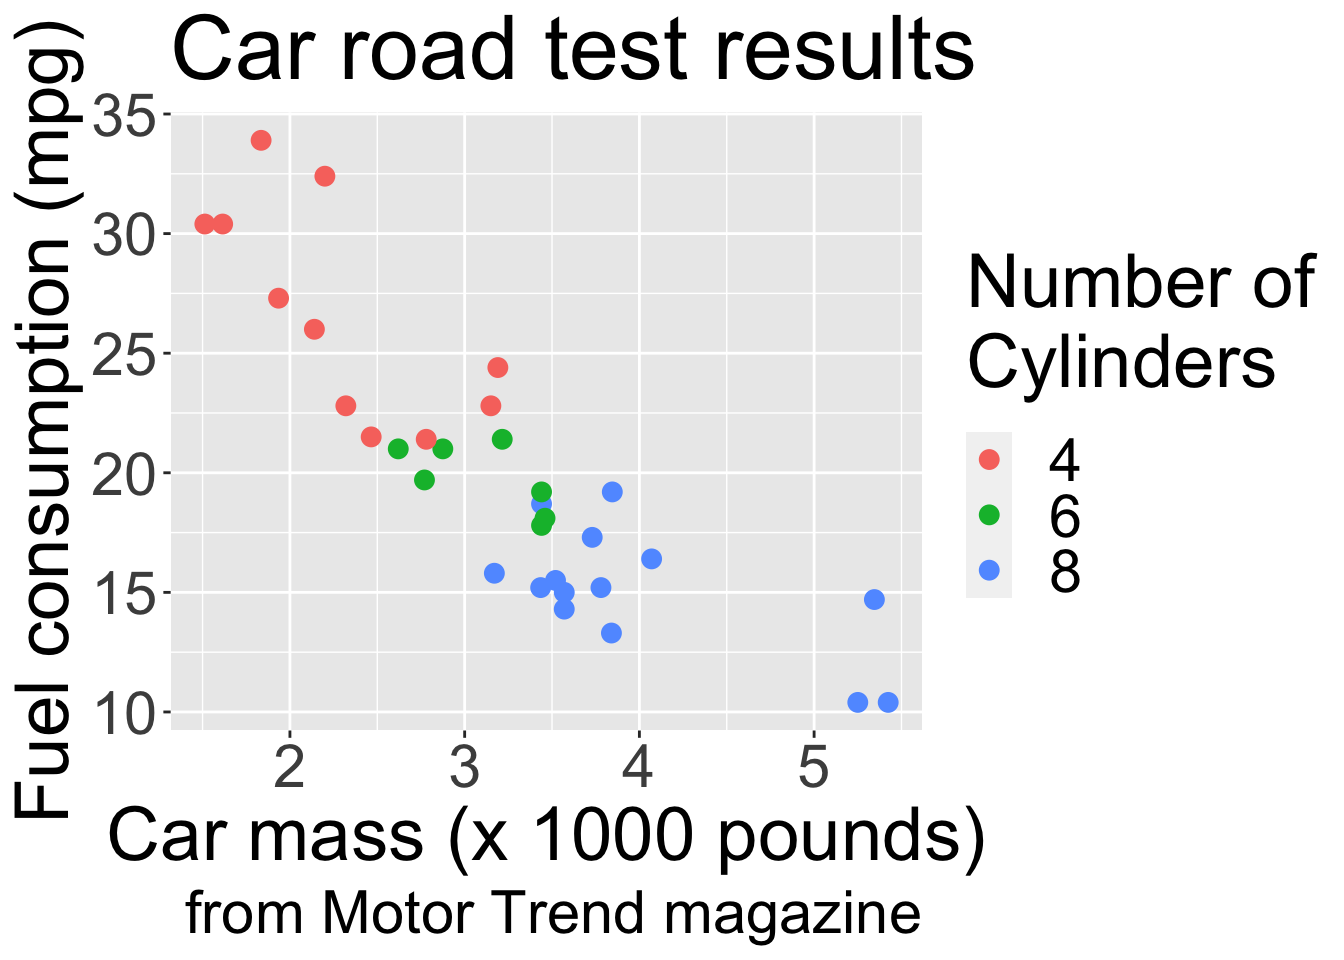 Car road test results
Fuel consumption (mpg)
35
30
25
20
15
10
2 3 4 5
Car mass (x 1000 pounds)
from Motor Trend magazine
Number of
Cylinders
4
6
8